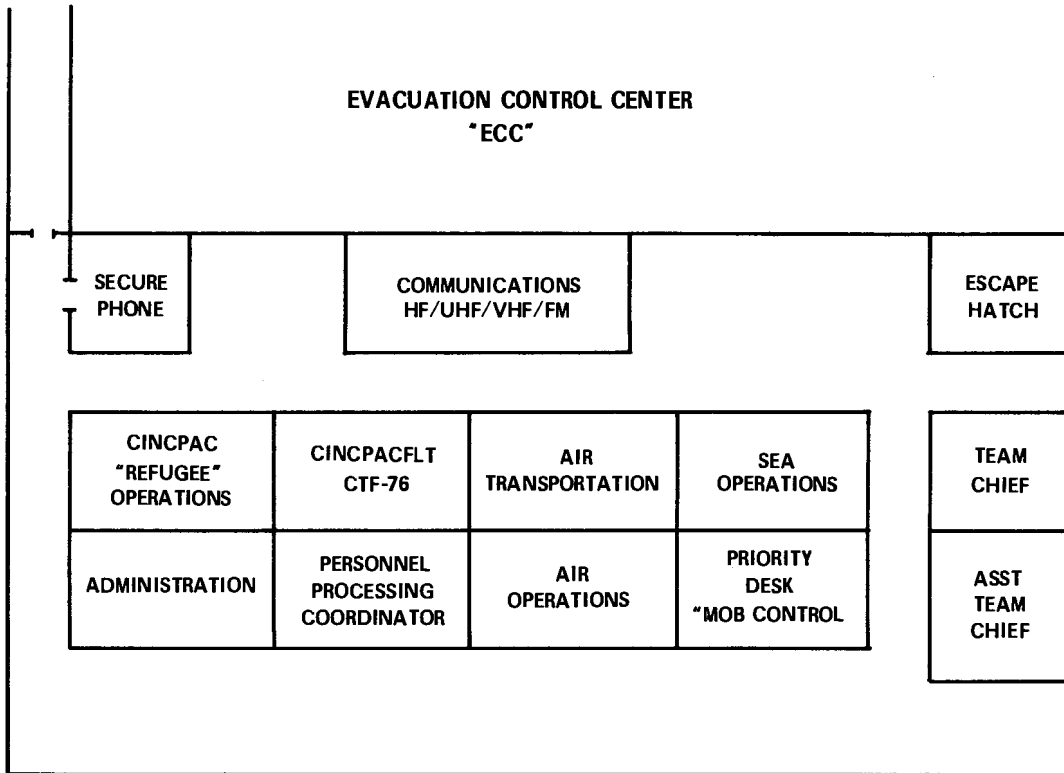 EVACUATION CONTROL CENTER
"ECC"
SECURE
PHONE
COMMUNICATIONS
HF/UHF/VHF/FM
ESCAPE
HATCH
CINCPAC
"REFUGEE"
OPERATIONS
CINCPACFLT
CTF-76
AIR
TRANSPORTATION
SEA
OPERATIONS
TEAM
CHIEF
ADMINISTRATION
PERSONNEL
PROCESSING
COORDINATOR
AIR
OPERATIONS
PRIORITY
DESK
"MOB CONTROL
ASST
TEAM
CHIEF